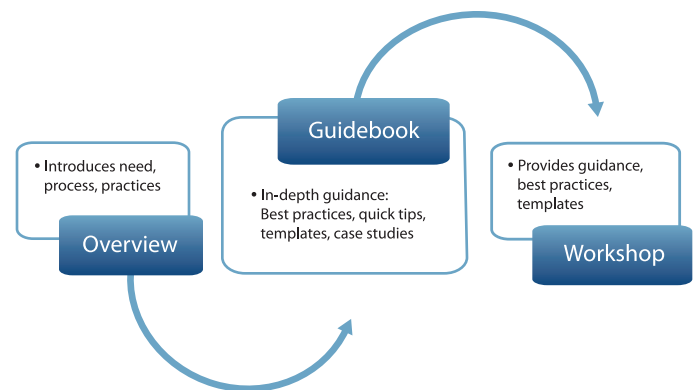 • Introduces need,
process, practices
Overview
Guidebook
• In-depth guidance:
Best practices, quick tips,
templates, case studies
• Provides guidance,
best practices,
templates
Workshop